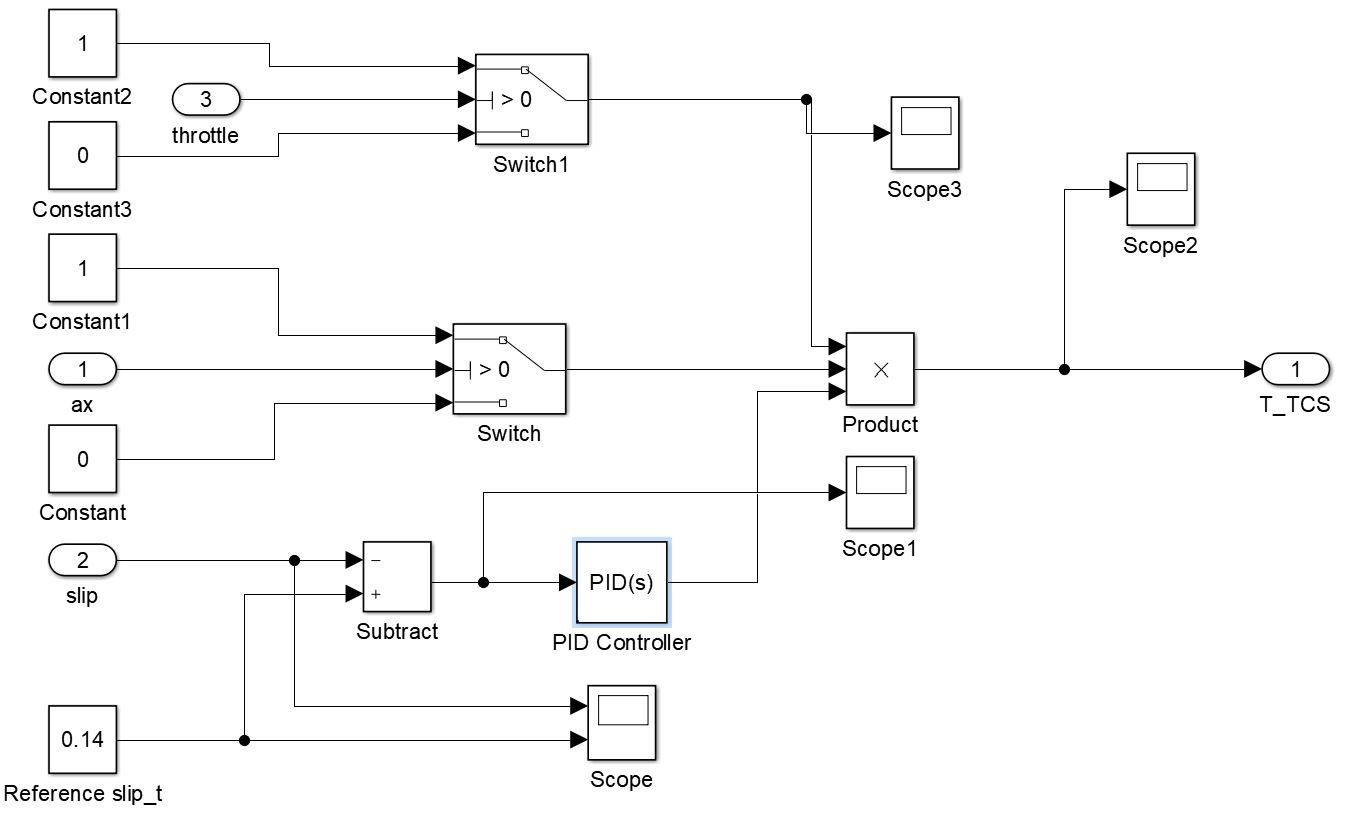 1
Constant2
3
throttle
0
Constant3
> 0
Switch1
Scope3
Scope2
1
Constant1
1
ax
0
Constant
> 0
Switch
×
Product
1
T_TCS
Scope1
2
slip
−
+
Subtract
PID(s)
PID Controller
0.14
Reference slip_t
Scope